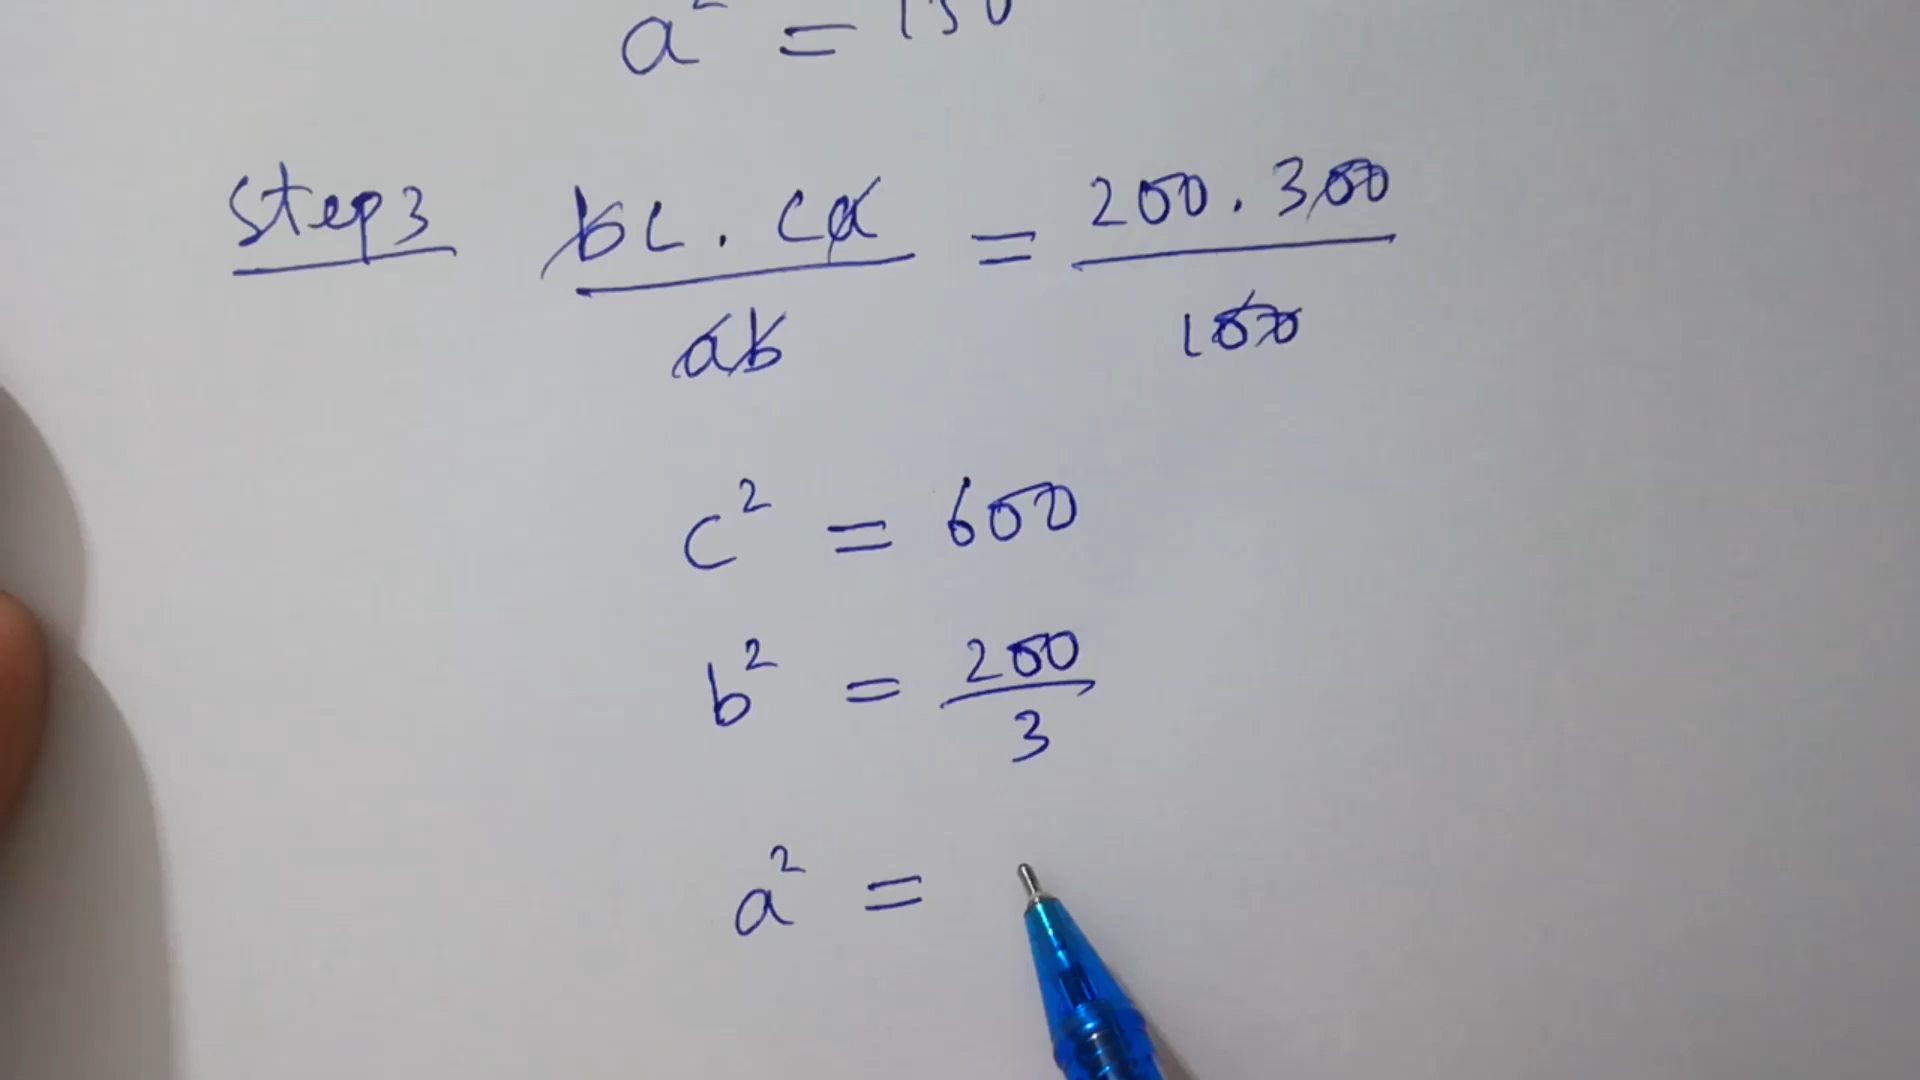 a² = 150
Step3 bc . ca / ab = 200 . 300 / 100
c² = 600
b² = 200 / 3
a² =